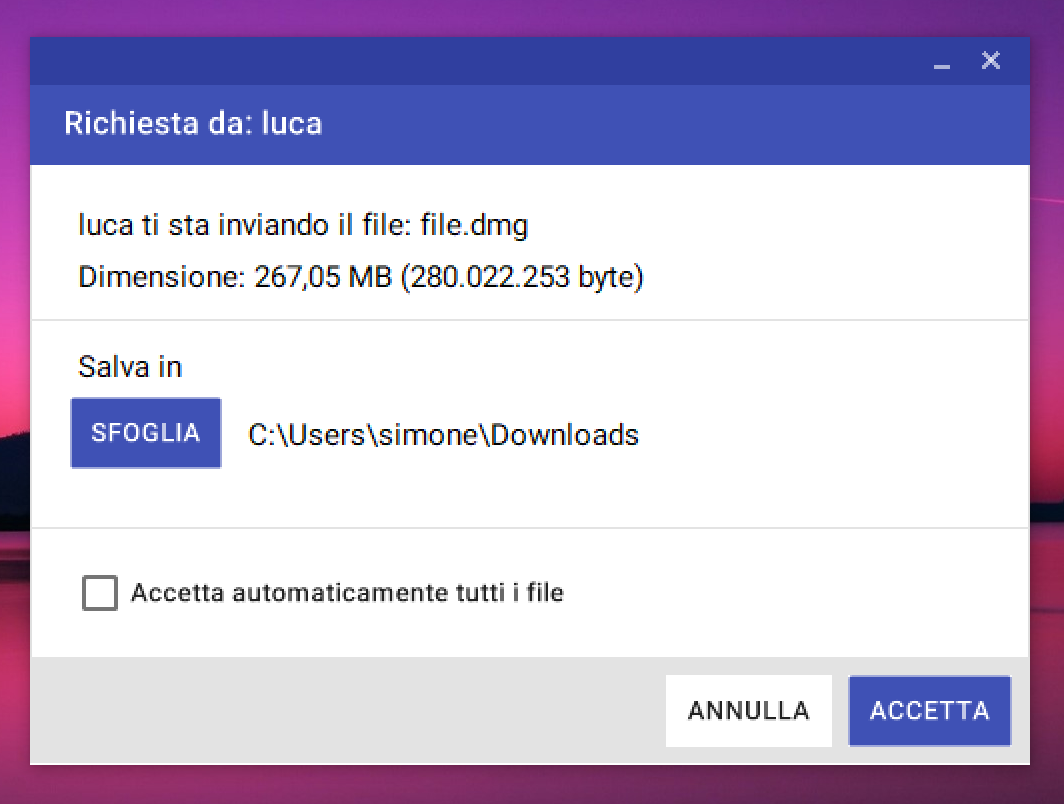 Richiesta da: luca
luca ti sta inviando il file: file.dmg
Dimensione: 267,05 MB (280.022.253 byte)
Salva in
SFOGLIA C:\Users\simone\Downloads
Accetta automaticamente tutti i file
ANNULLA ACCETTA